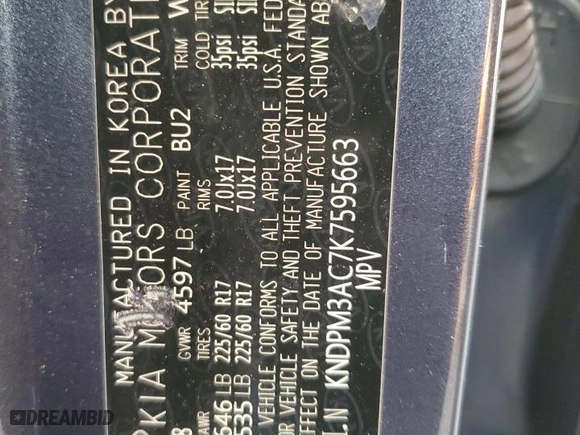 MANUFACTURED IN KOREA BY
KIA MOTORS CORPORATI
8 GVWR 4597 LB PAINT BU2 TRIM W
AWR TIRES RIMS COLD TIR
646 LB 225/60 R17 7.0Jx17 35psi
535 LB 225/60 R17 7.0Jx17 35psi
VEHICLE CONFORMS TO ALL APPLICABLE U.S.A. FED
VEHICLE SAFETY AND THEFT PREVENTION STANDA
EFFECT ON THE DATE OF MANUFACTURE SHOWN AB
I.N KNDPM3AC7K7595663
MPV
DREAMBID